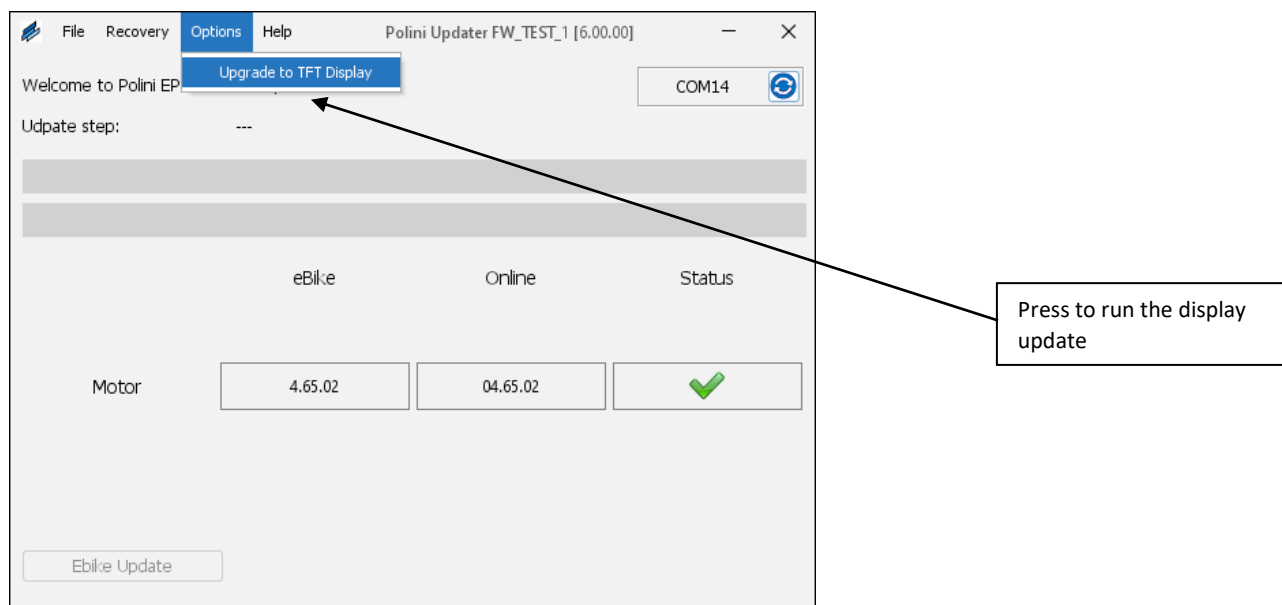 File Recovery Options Help Polini Updater FW_TEST_1 [6.00.00]
Upgrade to TFT Display
Welcome to Polini EP
COM14
Udpate step: ---
eBike Online Status
Motor 4.65.02 04.65.02
Ebike Update
Press to run the display
update